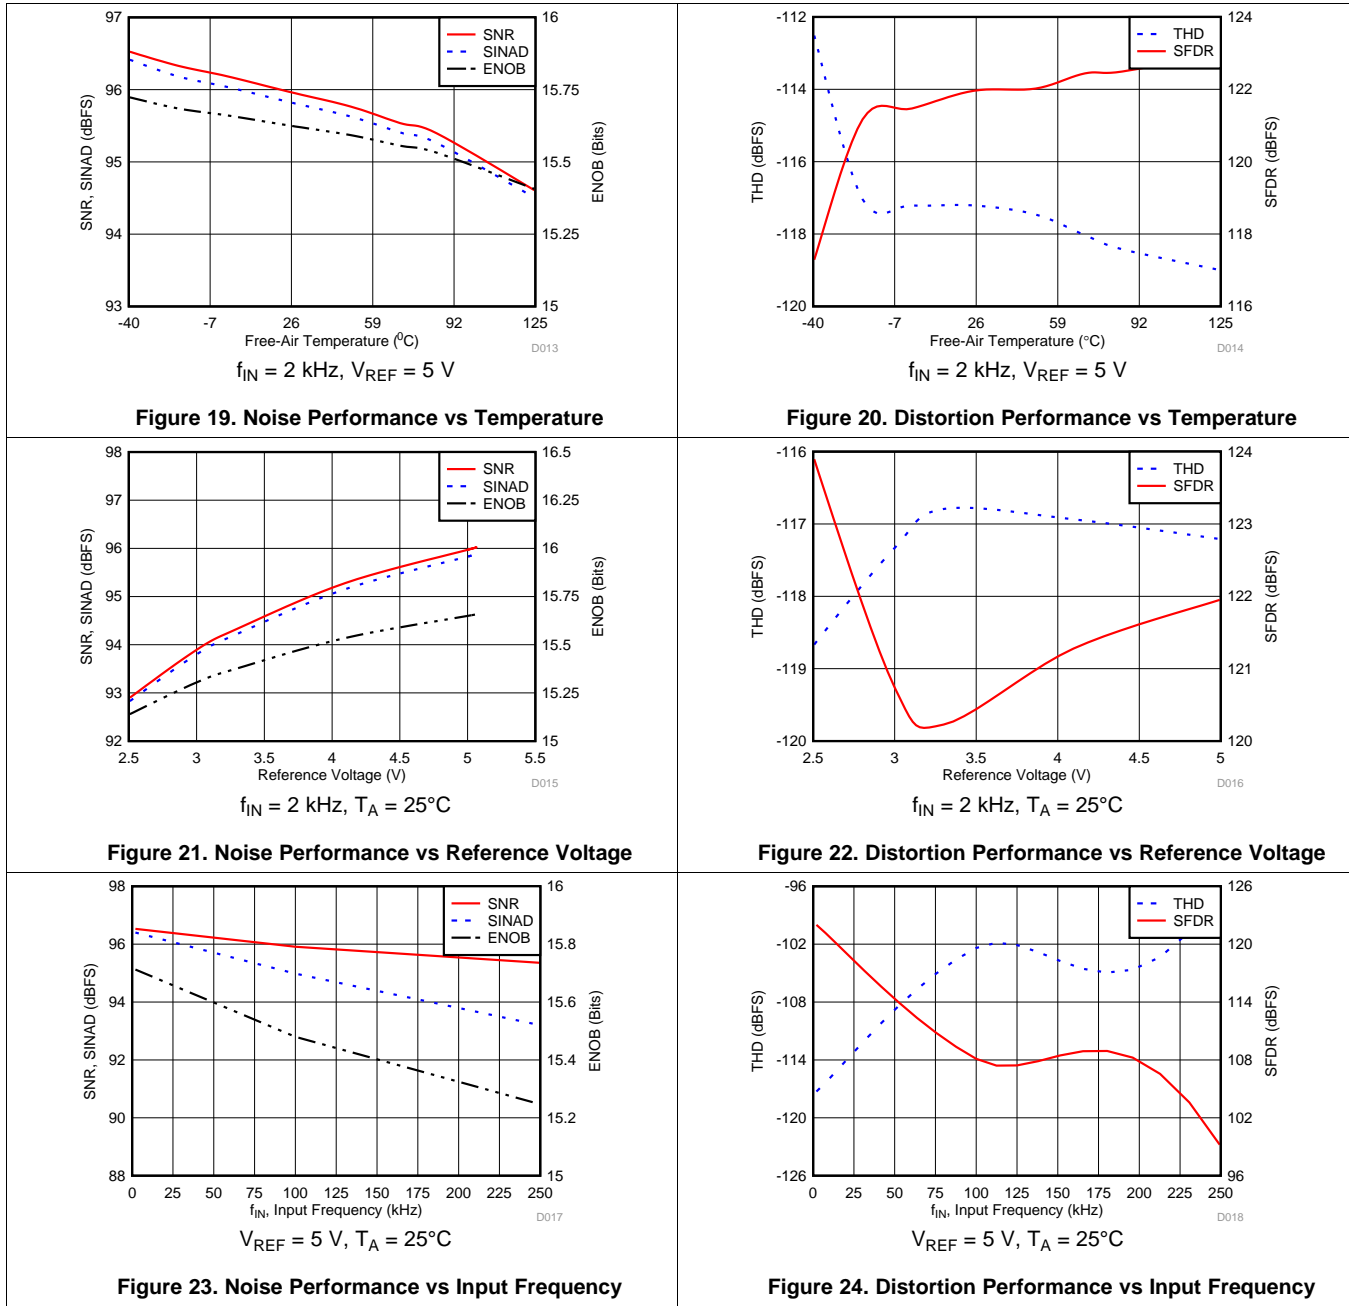 97
96
95
94
93
16
15.75
15.5
15.25
15
SNR
SINAD
ENOB
SNR, SINAD (dBFS)
ENOB (Bits)
-40 -7 26 59 92 125
Free-Air Temperature (⁰C)
D013
fIN = 2 kHz, VREF = 5 V
Figure 19. Noise Performance vs Temperature
-112
-114
-116
-118
-120
124
122
120
118
116
THD
SFDR
THD (dBFS)
SFDR (dBFS)
-40 -7 26 59 92 125
Free-Air Temperature (°C)
D014
fIN = 2 kHz, VREF = 5 V
Figure 20. Distortion Performance vs Temperature
98
97
96
95
94
93
92
16.5
16.25
16
15.75
15.5
15.25
15
SNR
SINAD
ENOB
SNR, SINAD (dBFS)
ENOB (Bits)
2.5 3 3.5 4 4.5 5 5.5
Reference Voltage (V)
D015
fIN = 2 kHz, TA = 25°C
Figure 21. Noise Performance vs Reference Voltage
-116
-117
-118
-119
-120
124
123
122
121
120
THD
SFDR
THD (dBFS)
SFDR (dBFS)
2.5 3 3.5 4 4.5 5
Reference Voltage (V)
D016
fIN = 2 kHz, TA = 25°C
Figure 22. Distortion Performance vs Reference Voltage
98
96
94
92
90
88
16
15.8
15.6
15.4
15.2
15
SNR
SINAD
ENOB
SNR, SINAD (dBFS)
ENOB (Bits)
0 25 50 75 100 125 150 175 200 225 250
fIN, Input Frequency (kHz)
D017
VREF = 5 V, TA = 25°C
Figure 23. Noise Performance vs Input Frequency
-96
-102
-108
-114
-120
-126
126
120
114
108
102
96
THD
SFDR
THD (dBFS)
SFDR (dBFS)
0 25 50 75 100 125 150 175 200 225 250
fIN, Input Frequency (kHz)
D018
VREF = 5 V, TA = 25°C
Figure 24. Distortion Performance vs Input Frequency